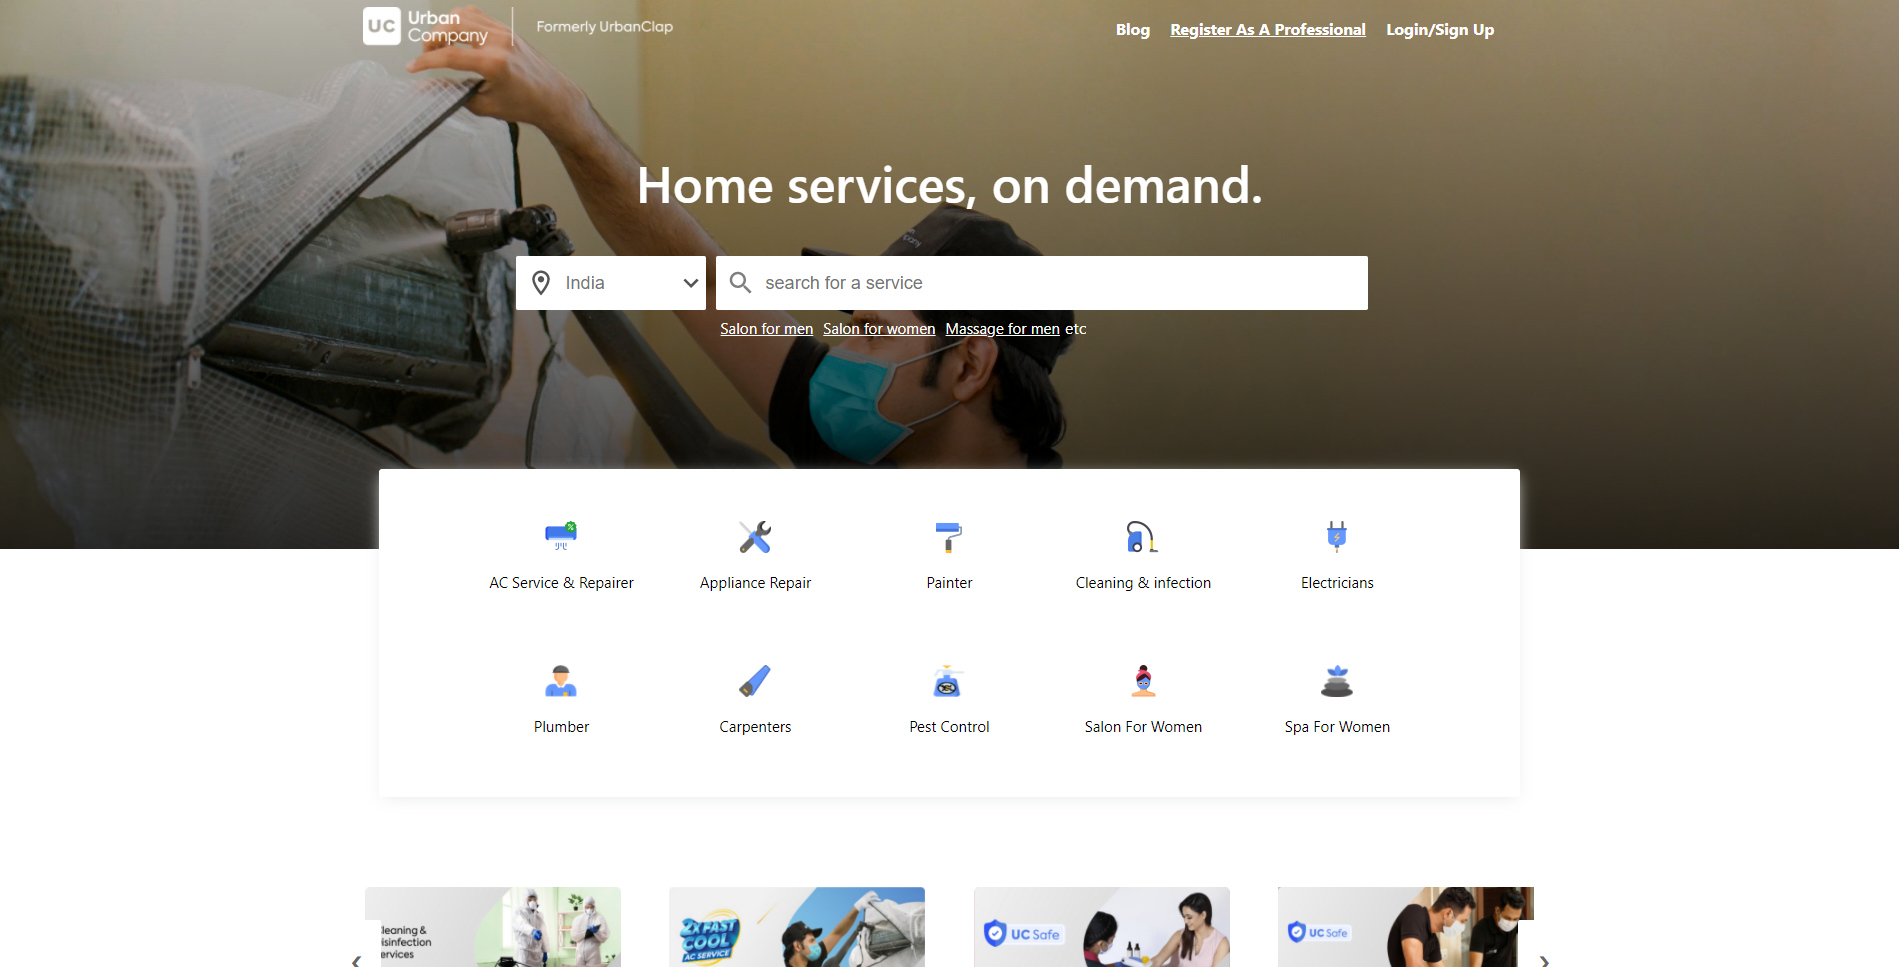 UC Urban Company
Formerly UrbanClap
Blog
Register As A Professional
Login/Sign Up
Home services, on demand.
India
search for a service
Salon for men Salon for women Massage for men etc
AC Service & Repairer
Appliance Repair
Painter
Cleaning & infection
Electricians
Plumber
Carpenters
Pest Control
Salon For Women
Spa For Women
2X FAST
COOL
AC SERVICE
UC Safe
UC Safe